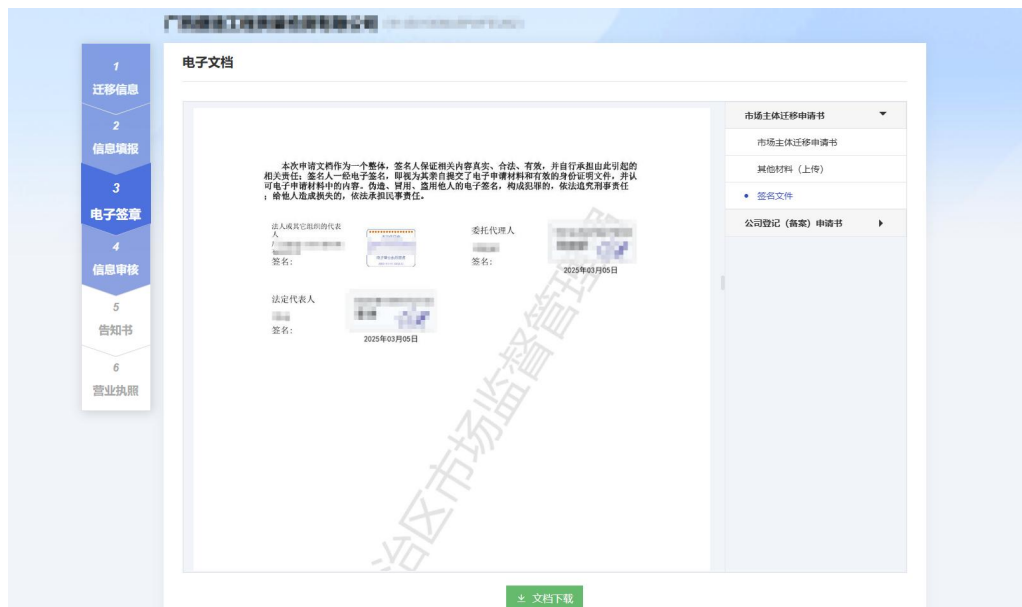 1
迁移信息
2
信息填报
3
电子签章
4
信息审核
5
告知书
6
营业执照
电子文档
本次申请文档作为一个整体，签名人保证相关内容真实、合法、有效，并自行承担由此引起的
相关责任；签名人一经电子签名，即视为其亲自提交了电子申请材料和有效的身份证明文件，并认
可电子申请材料中的内容。伪造、冒用、盗用他人的电子签名，构成犯罪的，依法追究刑事责任
；给他人造成损失的，依法承担民事责任。
法人或其它组织的代表
人
签名：
委托代理人
签名：
2025年03月05日
法定代表人
签名：
2025年03月05日
治区市场监督管理
市场主体迁移申请书
市场主体迁移申请书
其他材料（上传）
签名文件
公司登记（备案）申请书
文档下载